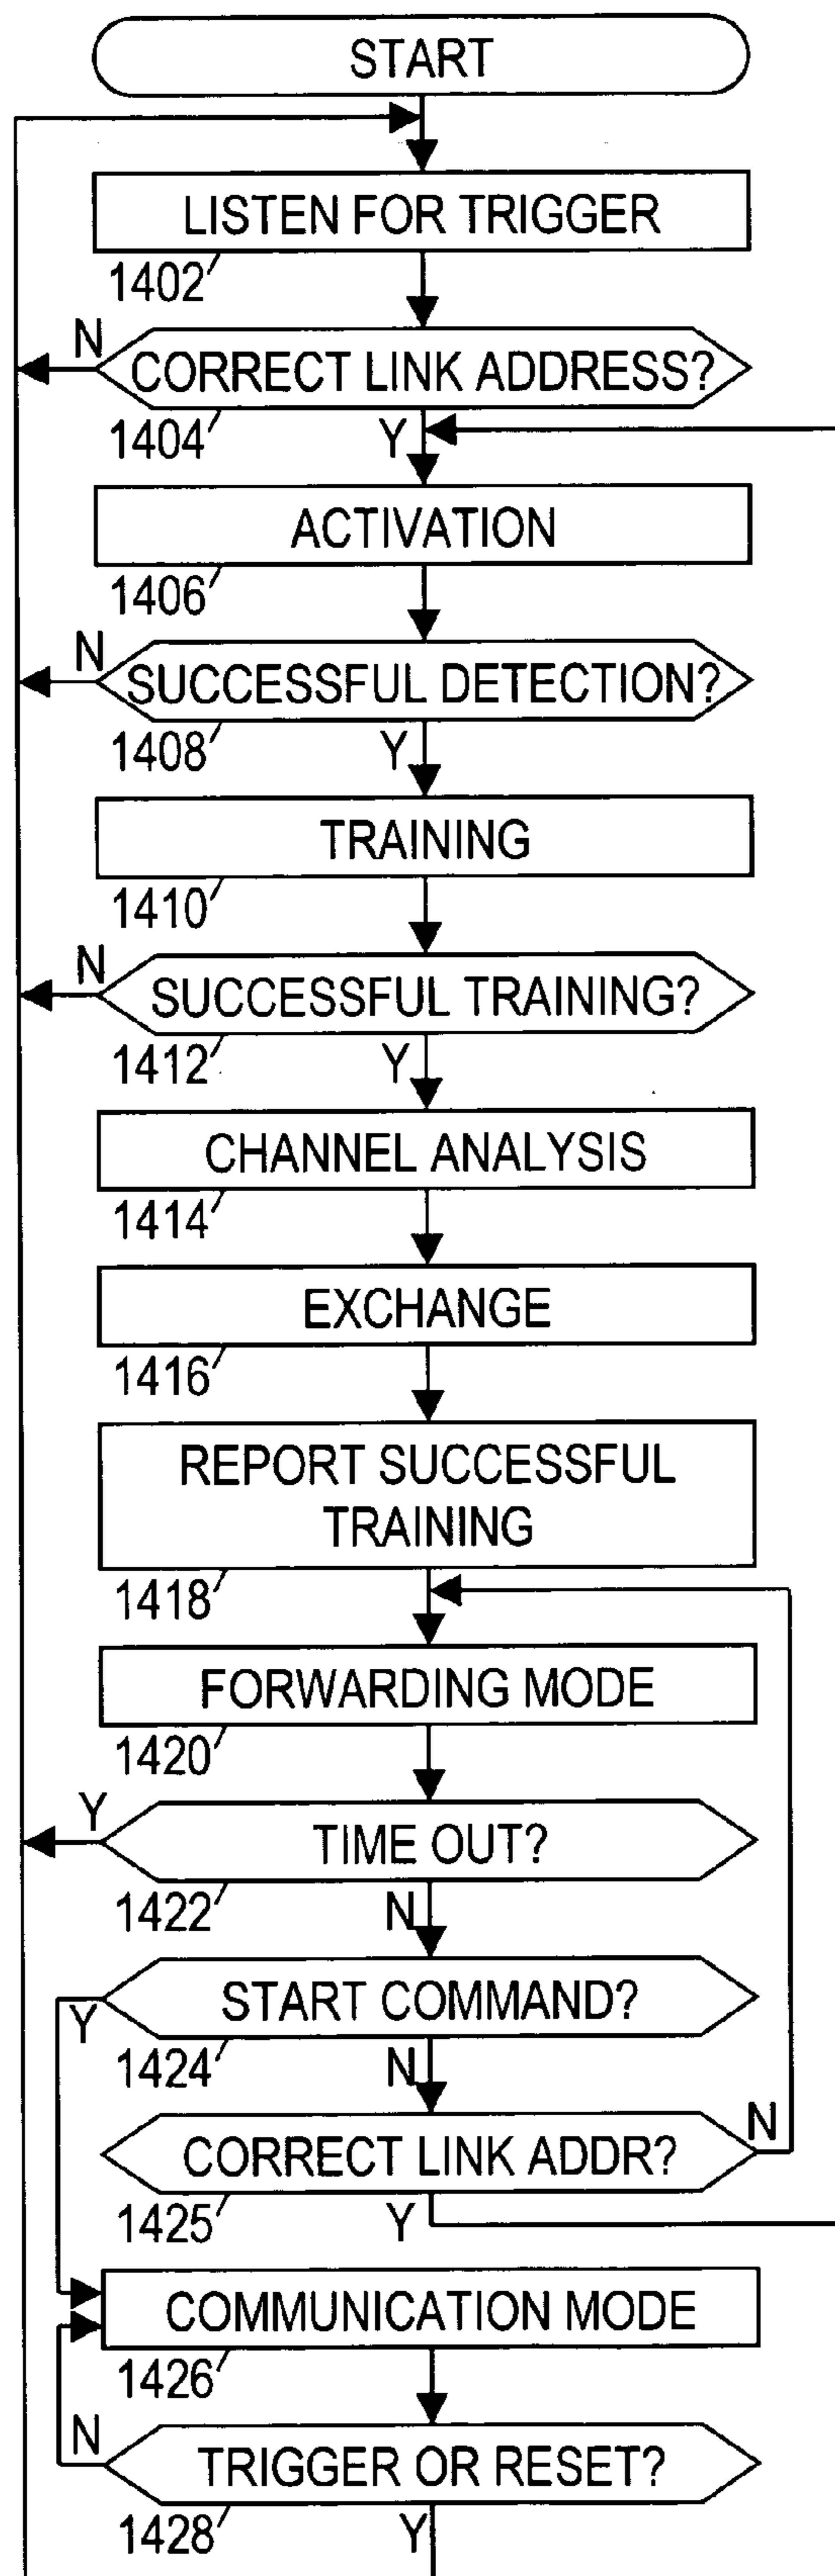 START
LISTEN FOR TRIGGER
1402
N
CORRECT LINK ADDRESS?
1404
Y
ACTIVATION
1406
N
SUCCESSFUL DETECTION?
1408
Y
TRAINING
1410
N
SUCCESSFUL TRAINING?
1412
Y
CHANNEL ANALYSIS
1414
EXCHANGE
1416
REPORT SUCCESSFUL
TRAINING
1418
FORWARDING MODE
1420
Y
TIME OUT?
1422
N
START COMMAND?
Y
1424
N
CORRECT LINK ADDR?
N
1425
Y
COMMUNICATION MODE
1426
N
TRIGGER OR RESET?
1428
Y